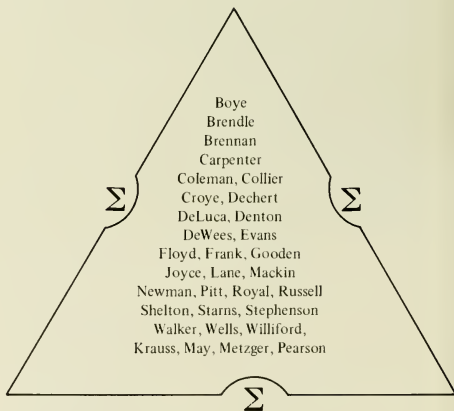 Boye
Brendle
Brennan
Carpenter
Coleman, Collier
Σ Croye, Dechert Σ
DeLuca, Denton
DeWees, Evans
Floyd, Frank, Gooden
Joyce, Lane, Mackin
Newman, Pitt, Royal, Russell
Shelton, Starns, Stephenson
Walker, Wells, Williford,
Krauss, May, Metzger, Pearson
Σ